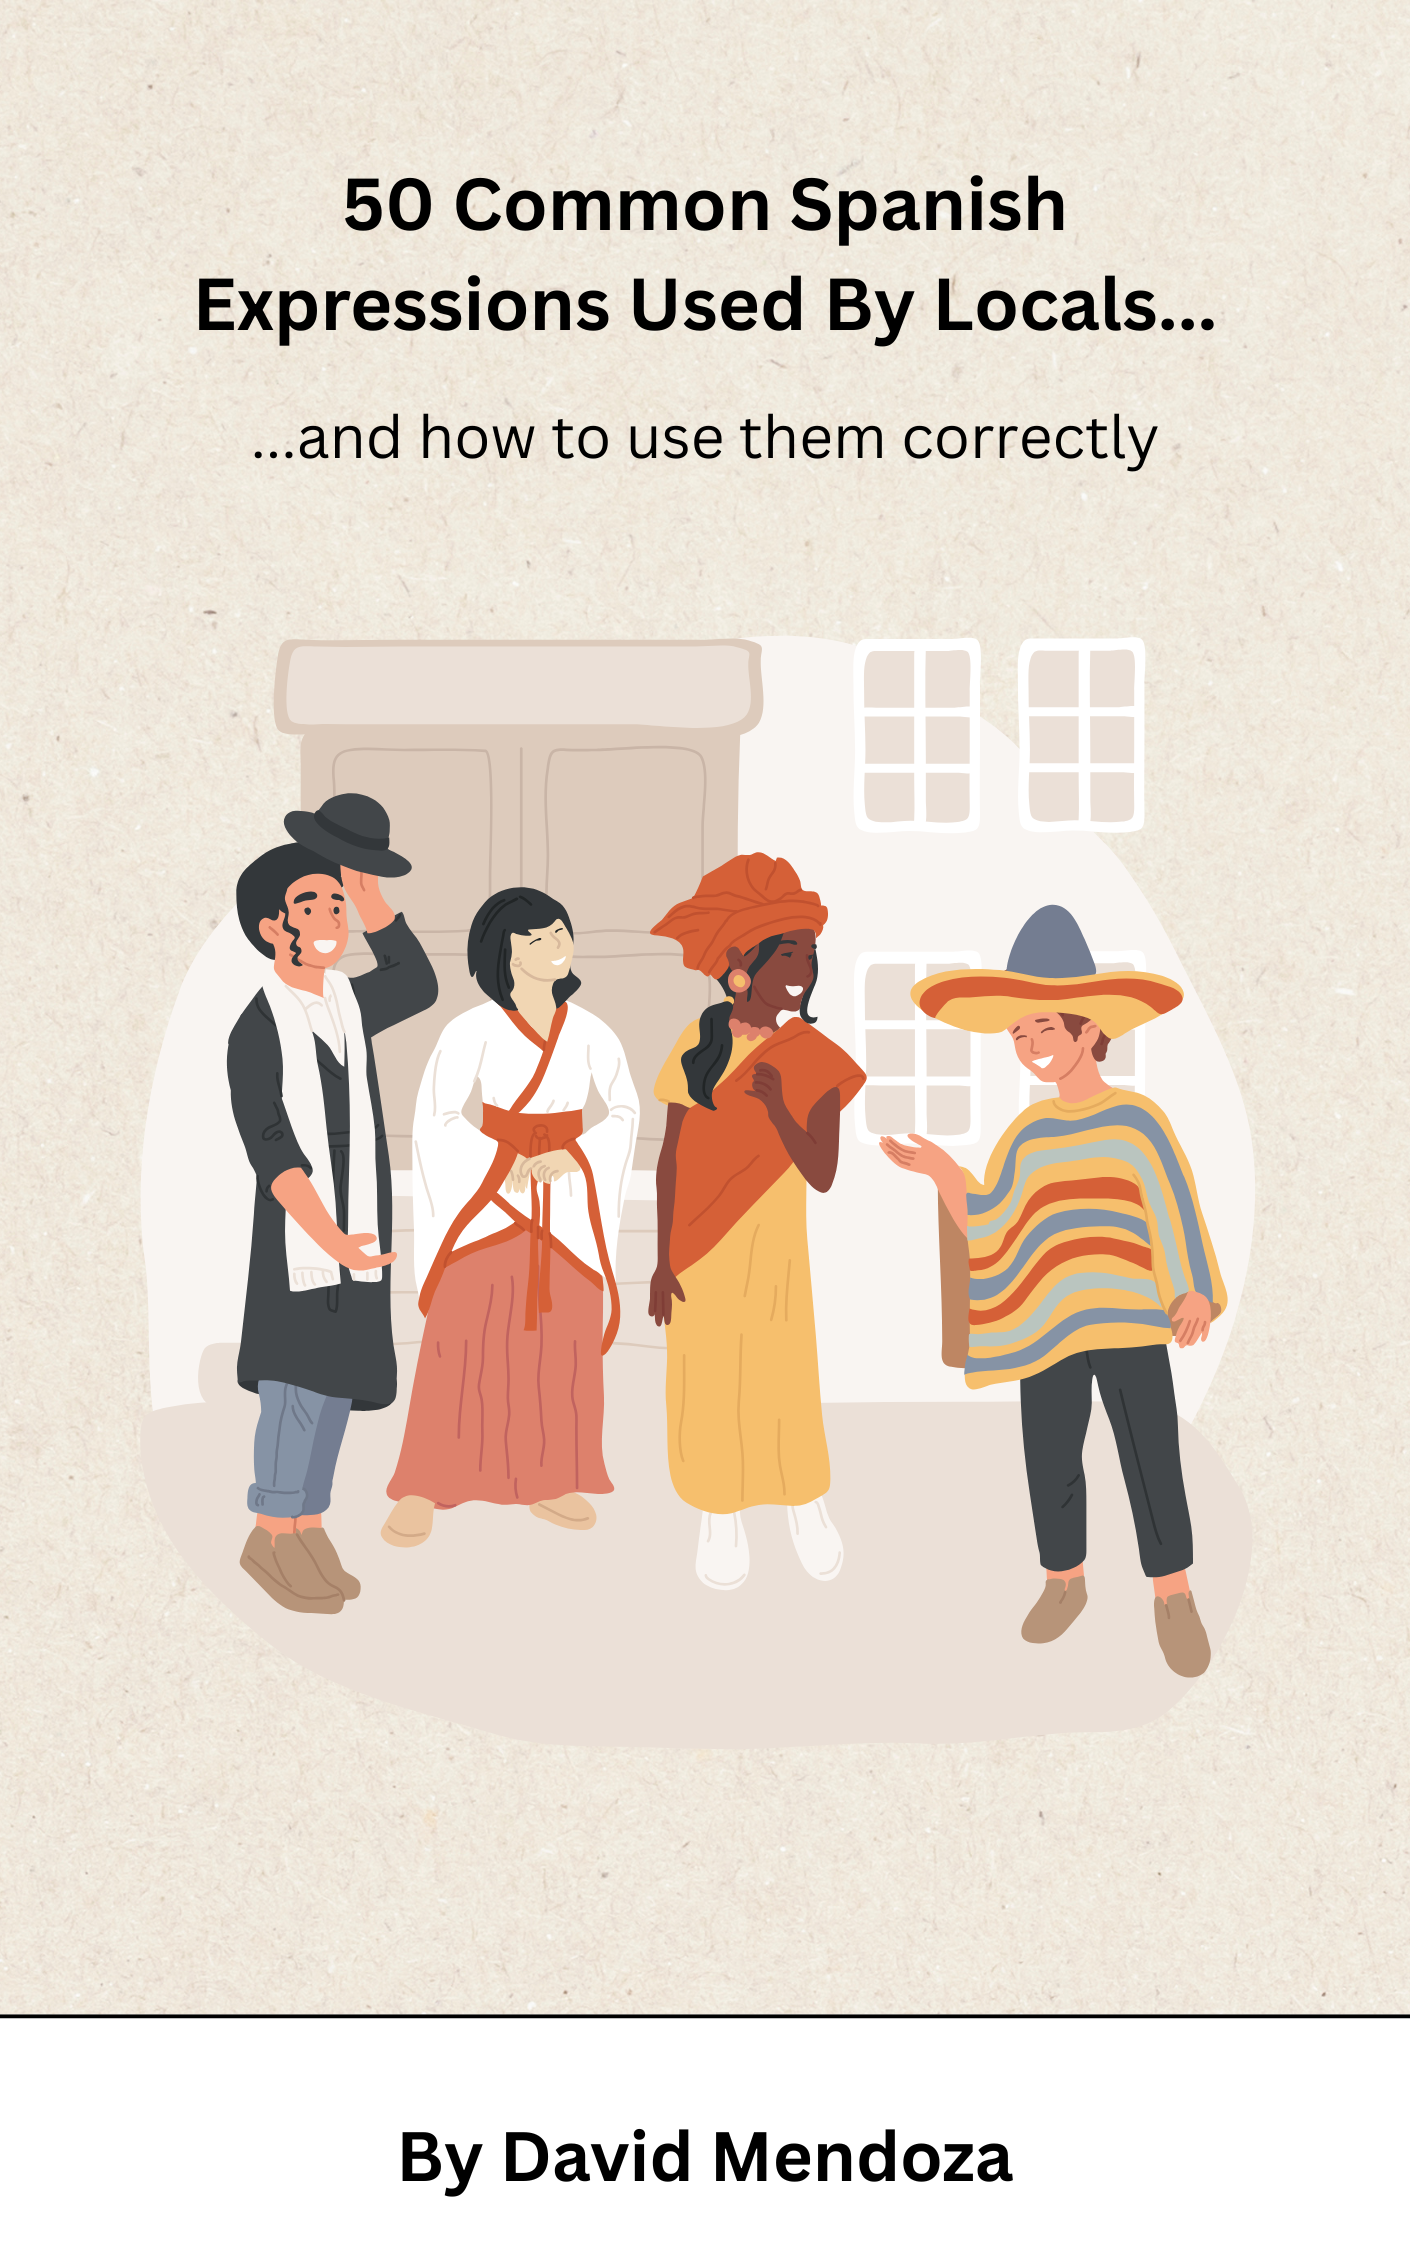 50 Common Spanish
Expressions Used By Locals...
...and how to use them correctly
By David Mendoza